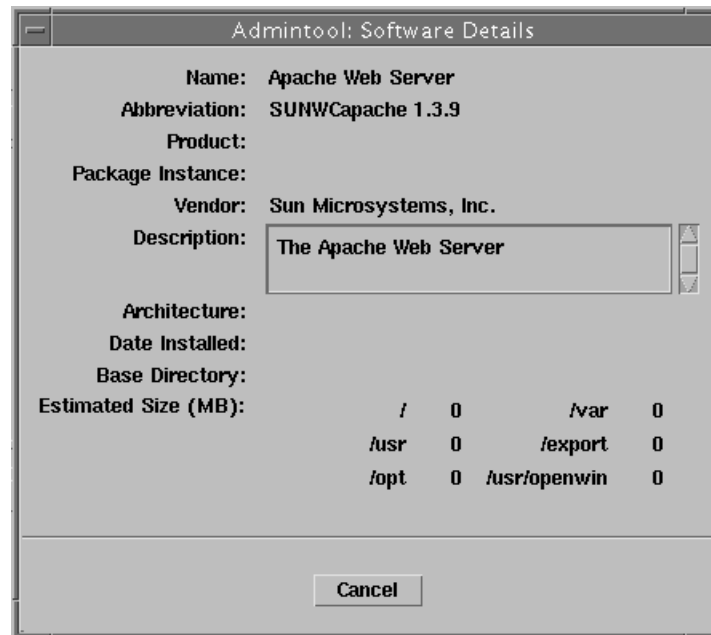 Admintool: Software Details
Name: Apache Web Server
Abbreviation: SUNWCapache 1.3.9
Product:
Package Instance:
Vendor: Sun Microsystems, Inc.
Description: The Apache Web Server
Architecture:
Date Installed:
Base Directory:
Estimated Size (MB): / 0 /var 0
/usr 0 /export 0
/opt 0 /usr/openwin 0
Cancel